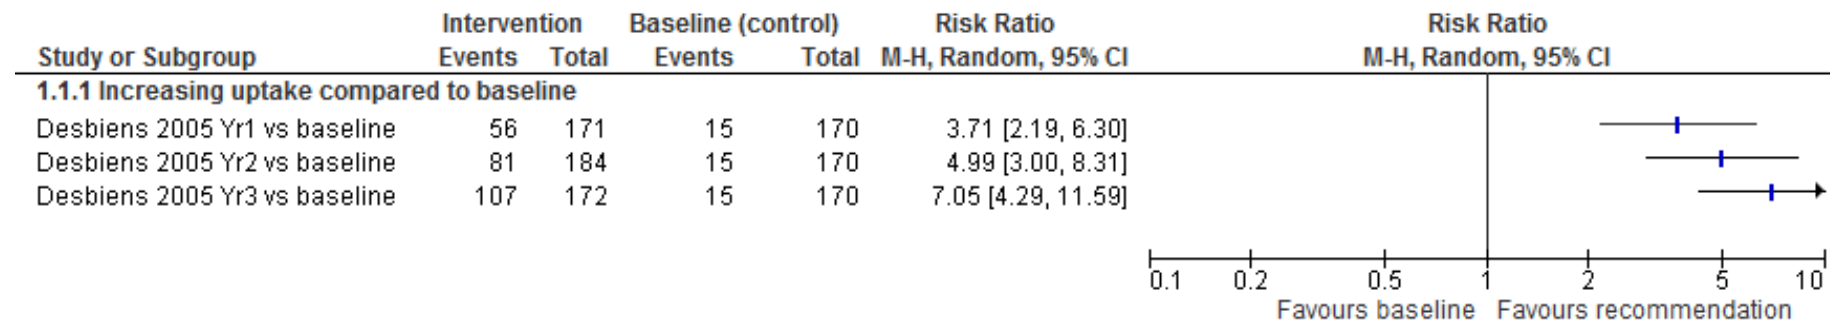 Intervention Baseline (control) Risk Ratio Risk Ratio
Study or Subgroup Events Total Events Total M-H, Random, 95% CI M-H, Random, 95% CI
1.1.1 Increasing uptake compared to baseline
Desbiens 2005 Yr1 vs baseline 56 171 15 170 3.71 [2.19, 6.30]
Desbiens 2005 Yr2 vs baseline 81 184 15 170 4.99 [3.00, 8.31]
Desbiens 2005 Yr3 vs baseline 107 172 15 170 7.05 [4.29, 11.59]
0.1 0.2 0.5 1 2 5 10
Favours baseline Favours recommendation